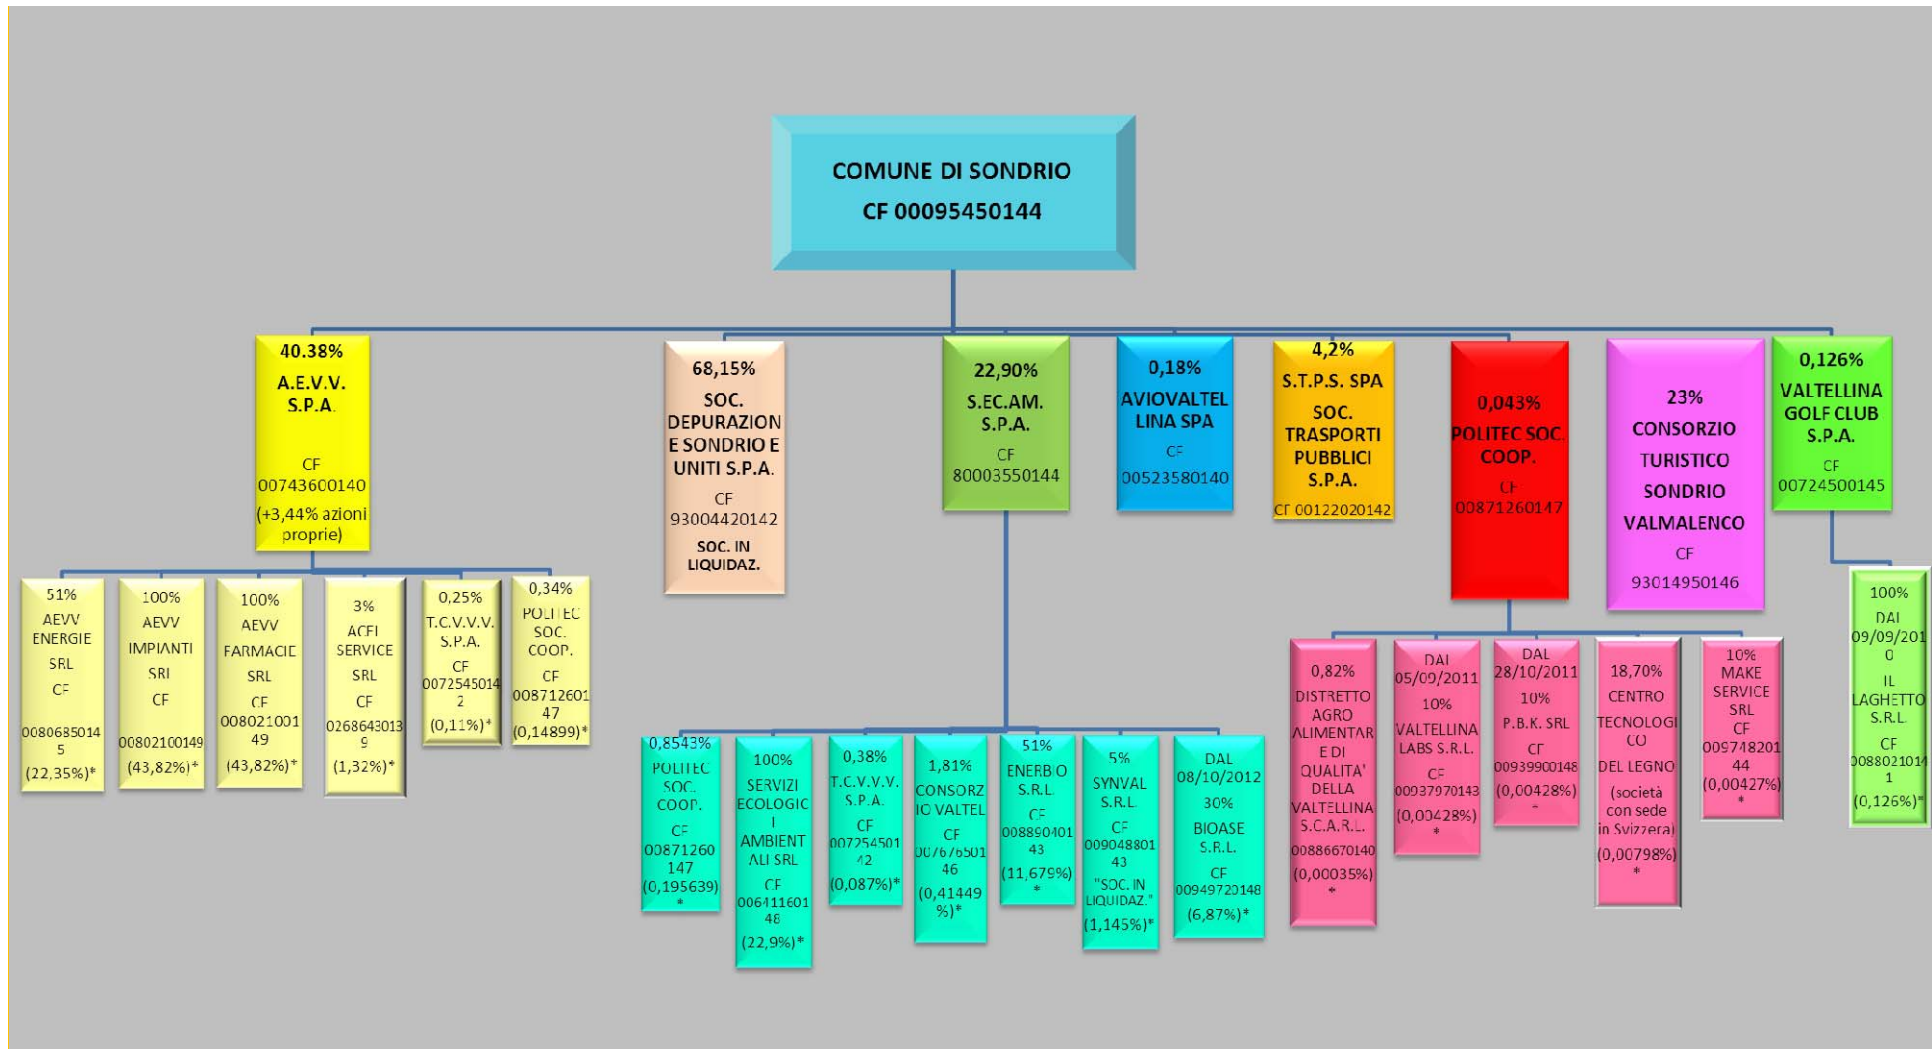 COMUNE DI SONDRIO
CF 00095450144
40.38%
A.E.V.V.
S.P.A.
CF
00743600140
(+3,44% azioni
proprie)
68,15%
SOC.
DEPURAZION
E SONDRIO E
UNITI S.P.A.
CF
93004420142
SOC. IN
LIQUIDAZ.
22,90%
S.EC.AM.
S.P.A.
CF
80003550144
0,18%
AVIOVALTEL
LINA SPA
CF
00523580140
4,2%
S.T.P.S. SPA
SOC.
TRASPORTI
PUBBLICI
S.P.A.
CF 00122020142
0,043%
POLITEC SOC.
COOP.
CF
00871260147
23%
CONSORZIO
TURISTICO
SONDRIO
VALMALENCO
CF
93014950146
0,126%
VALTELLINA
GOLF CLUB
S.P.A.
CF
00724500145
51%
AEVV
ENERGIE
SRL
CF
0080685014
5
(22,35%)*
100%
AEVV
IMPIANTI
SRL
CF
00802100149
(43,82%)*
100%
AEVV
FARMACIE
SRL
CF
008021001
49
(43,82%)*
3%
ACEL
SERVICE
SRL
CF
0268643013
9
(1,32%)*
0,25%
T.C.V.V.V.
S.P.A.
CF
0072545014
2
(0,11%)*
0,34%
POLITEC
SOC.
COOP.
CF
008712601
47
(0,14899)*
0,8543%
POLITEC
SOC.
COOP.
CF
00871260
147
(0,195639)
*
100%
SERVIZI
ECOLOGIC
I
AMBIENT
ALI SRL
CF
006411601
48
(22,9%)*
0,38%
T.C.V.V.V.
S.P.A.
CF
007254501
42
(0,087%)*
1,81%
CONSORZ
IO VALTEL
CF
007676501
46
(0,41449
%)*
51%
ENERBIO
S.R.L.
CF
008890401
43
(11,679%)
*
5%
SYNVAL
S.R.L.
CF
009048801
43
"SOC. IN
LIQUIDAZ."
(1,145%)*
DAL
08/10/2012
30%
BIOASE
S.R.L.
CF
00949720148
(6,87%)*
0,82%
DISTRETTO
AGRO
ALIMENTAR
E DI
QUALITA'
DELLA
VALTELLINA
S.C.A.R.L.
00886670140
(0,00035%)
*
DAL
05/09/2011
10%
VALTELLINA
LABS S.R.L.
CF
00937970143
(0,00428%)
*
DAL
28/10/2011
10%
P.B.K. SRL
CF
00939900148
(0,00428%)
*
18,70%
CENTRO
TECNOLOGI
CO
DEL LEGNO
(società
con sede
in Svizzera)
(0,00798%)
*
10%
MAKE
SERVICE
SRL
CF
009748201
44
(0,00427%)
*
100%
DAL
09/09/201
0
IL
LAGHETTO
S.R.L.
CF
0088021014
1
(0,126%)*